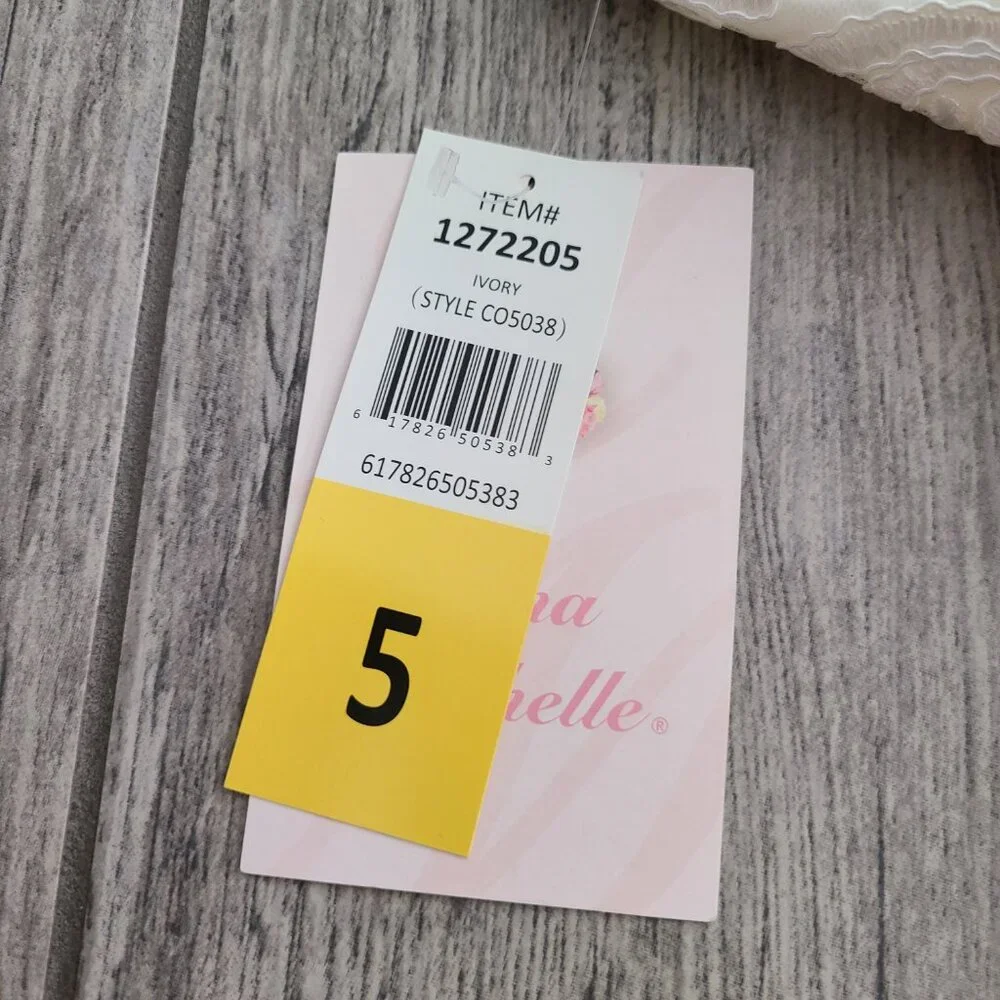 ITEM#
1272205
IVORY
(STYLE CO5038)
6 17826 50538 3
617826505383
5
na
helle®